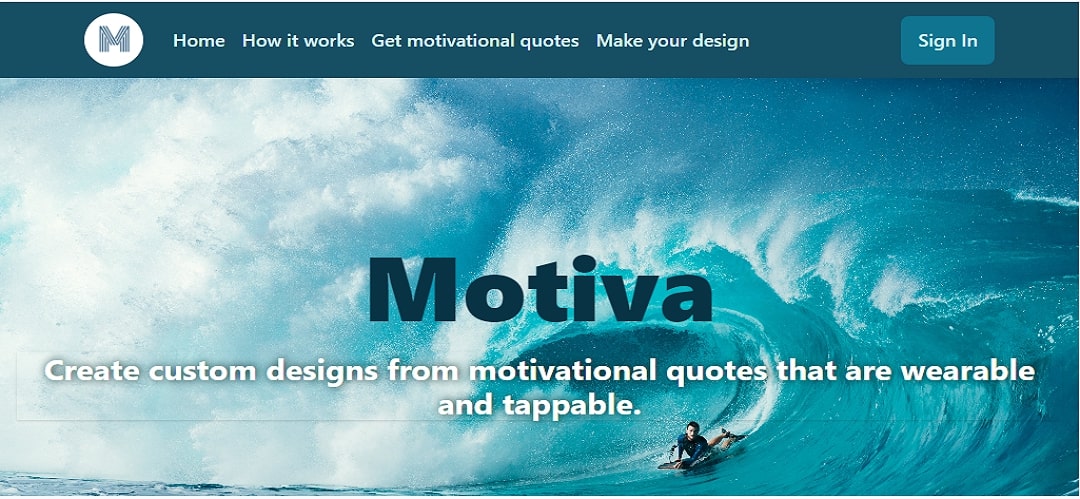 M
Home How it works Get motivational quotes Make your design Sign In
Motiva
Create custom designs from motivational quotes that are wearable
and tappable.